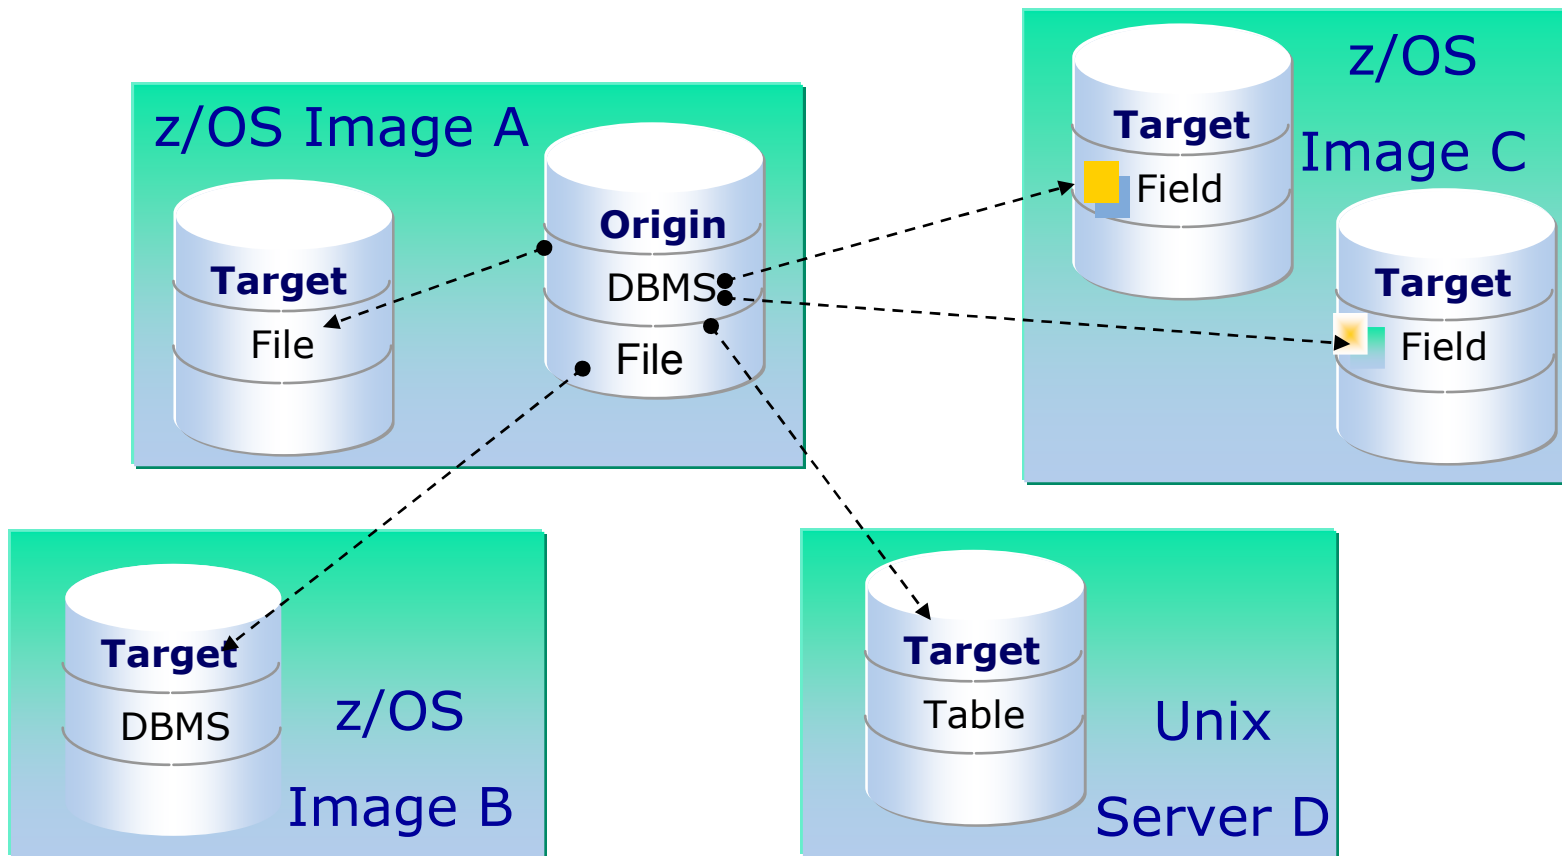 z/OS Image A
Target
File
Origin
DBMS
File
z/OS
Image C
Target
Field
Target
Field
Target
DBMS
z/OS
Image B
Target
Table
Unix
Server D